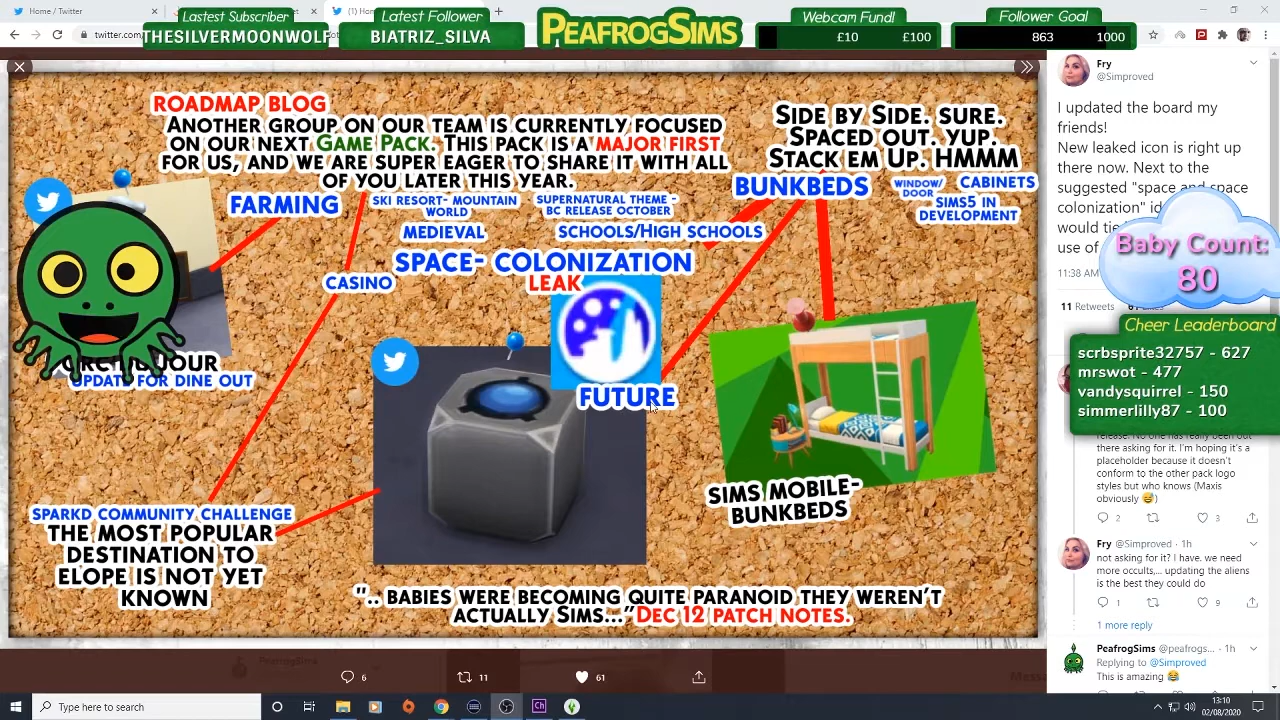 Home / Twitter
Lastest Subscriber
THESILVERMOONWOLF
Latest Follower
BIATRIZ_SILVA
PeafrogSims
Webcam Fund!
£10 £100
Follower Goal
863 1000
twitter.com
ROADMAP BLOG
ANOTHER GROUP ON OUR TEAM IS CURRENTLY FOCUSED
ON OUR NEXT GAME PACK. THIS PACK IS A MAJOR FIRST
FOR US, AND WE ARE SUPER EAGER TO SHARE IT WITH ALL
OF YOU LATER THIS YEAR.
SIDE BY SIDE. SURE.
SPACED OUT. YUP.
STACK EM UP. HMMM
BUNKBEDS
WINDOW/
DOOR
CABINETS
SIMS5 IN
DEVELOPMENT
FARMING
SKI RESORT- MOUNTAIN
WORLD
SUPERNATURAL THEME -
BC RELEASE OCTOBER
MEDIEVAL
SCHOOLS/HIGH SCHOOLS
SPACE- COLONIZATION
CASINO
LEAK
FUTURE
UPDATE FOR DINE OUT
SIMS MOBILE-
BUNKBEDS
SPARKD COMMUNITY CHALLENGE
THE MOST POPULAR
DESTINATION TO
ELOPE IS NOT YET
KNOWN
".. BABIES WERE BECOMING QUITE PARANOID THEY WEREN'T
ACTUALLY SIMS..."DEC 12 PATCH NOTES.
6 11 61
Fry
@Simproved
I updated the board my
friends!
New leaked icon is right up
there now. Next to the
suggested "space and space
colonization"
would
use of
11:38 AM
11 Retweets
Baby Count:
80
Cheer Leaderboard
scrbsprite32757 - 627
mrswot - 477
vandysquirrel - 150
simmerlilly87 - 100
release. No one has really been out
there asking for it. I'm hoping it's a
placeholder because it doesn't
conform to the other pack logo
styles but who knows (Maxis
obviously 😅)
2 3
Fry @Simproved · 1h
not asking for it? I have. we need
more occults,... updating the aliens
is the best they could do
1 9
1 more reply
PeafrogSims @peafrogs... · 1h
Replying to @Simproved
This is amazing 😂
Type here to search
13:10
02/08/2020